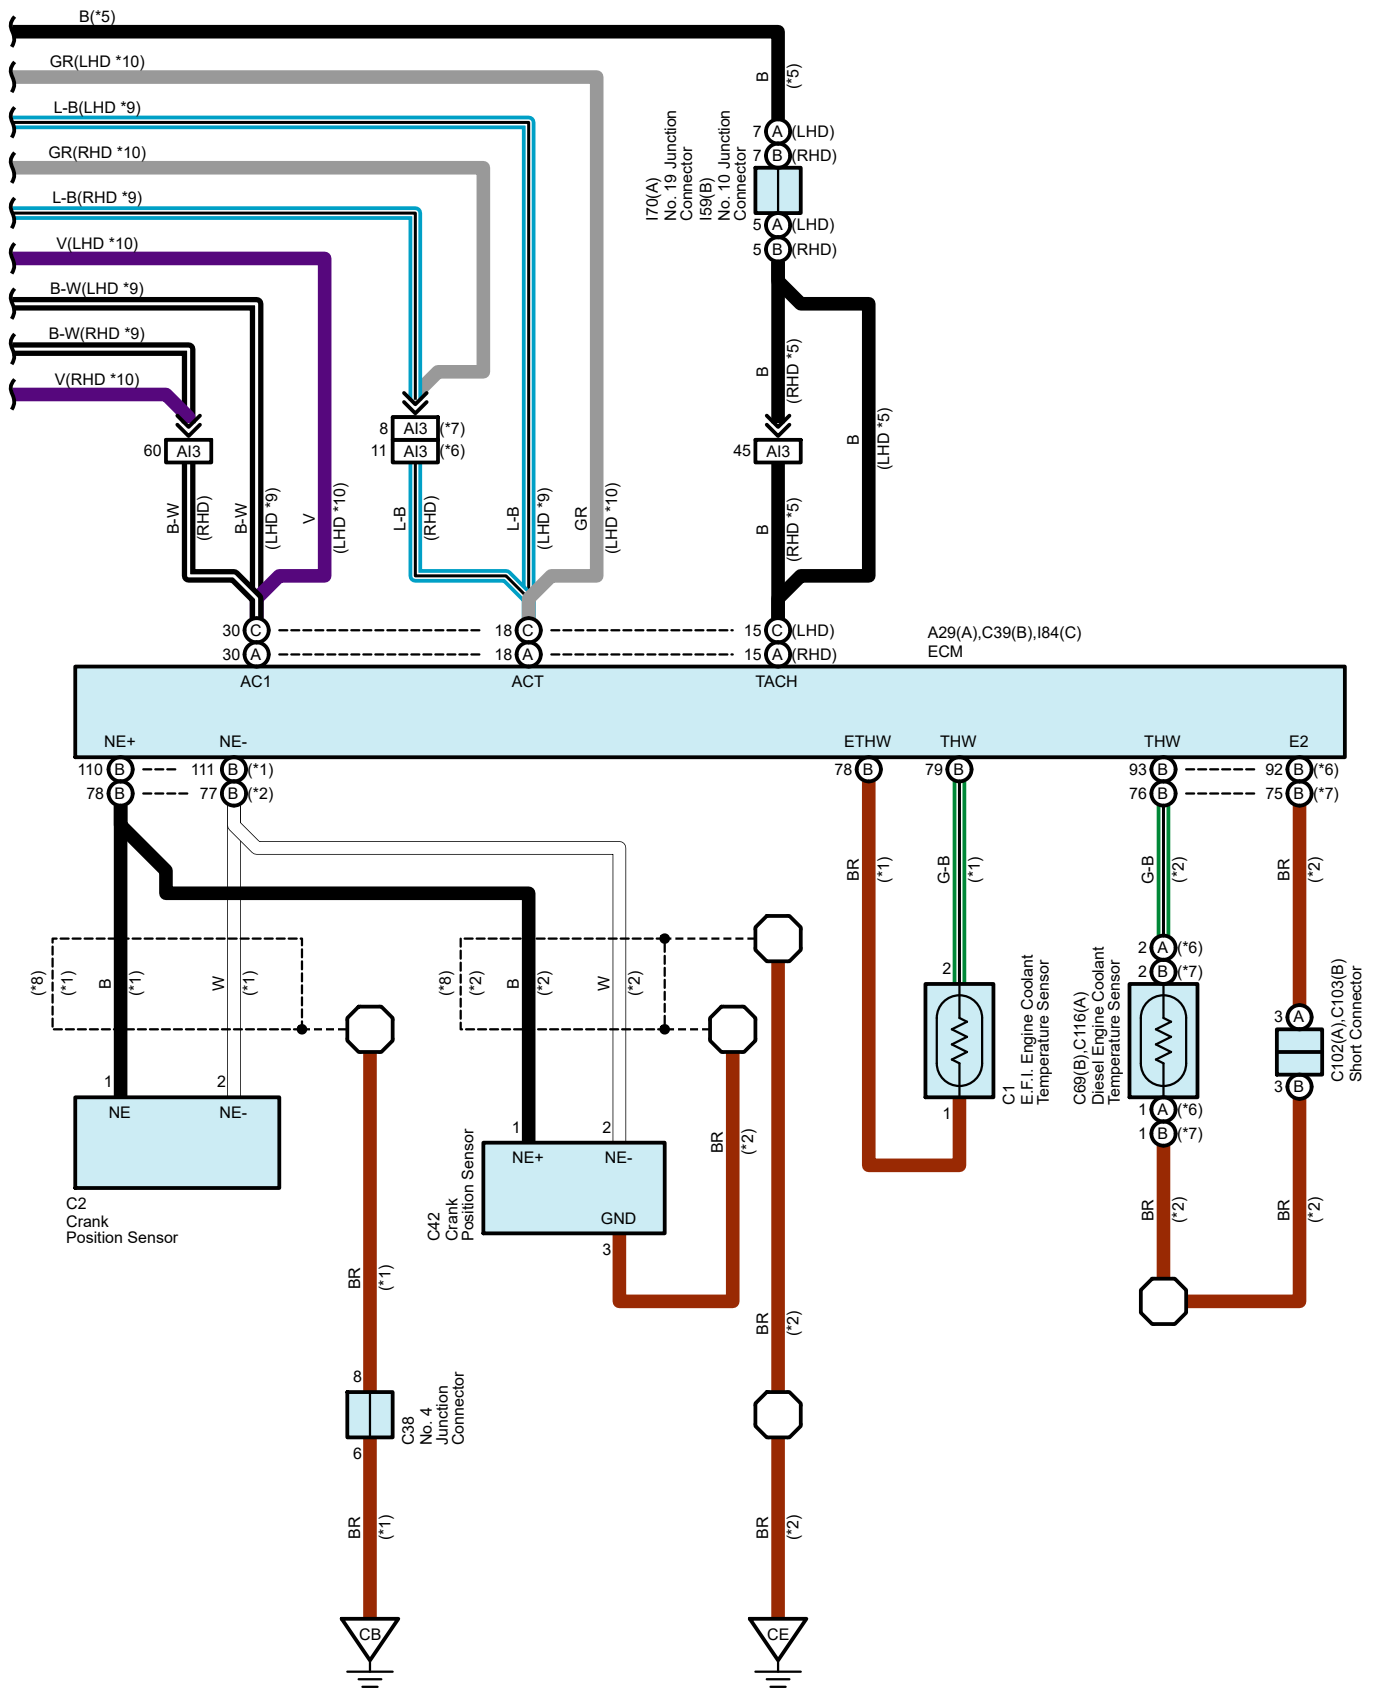 B(*5)
GR(LHD *10)
L-B(LHD *9)
GR(RHD *10)
L-B(RHD *9)
V(LHD *10)
B-W(LHD *9)
B-W(RHD *9)
V(RHD *10)
B
(*5)
7 A (LHD)
7 B (RHD)
I70(A)
No. 19 Junction
Connector
I59(B)
No. 10 Junction
Connector
5 A (LHD)
5 B (RHD)
B
(RHD *5)
B
(LHD *5)
60 AI3
8 AI3 (*7)
11 AI3 (*6)
45 AI3
B-W
(RHD)
B-W
(LHD *9)
V
(LHD *10)
L-B
(RHD)
L-B
(LHD *9)
GR
(LHD *10)
B
(RHD *5)
30 C 18 C 15 C (LHD)
30 A 18 A 15 A (RHD)
A29(A),C39(B),I84(C)
ECM
AC1 ACT TACH
NE+ NE- ETHW THW THW E2
110 B 111 B (*1) 78 B 79 B 93 B 92 B (*6)
78 B 77 B (*2) 76 B 75 B (*7)
BR
(*1)
G-B
(*1)
G-B
(*2)
BR
(*2)
(*8)
(*1)
B
(*1)
W
(*1)
(*8)
(*2)
B
(*2)
W
(*2)
2
2 A (*6)
2 B (*7)
C1
E.F.I. Engine Coolant
Temperature Sensor
C69(B),C116(A)
Diesel Engine Coolant
Temperature Sensor
3 A
C102(A),C103(B)
Short Connector
3 B
1
1 A (*6)
1 B (*7)
1 2
NE NE-
C2
Crank
Position Sensor
1 2
NE+ NE-
GND
3
C42
Crank
Position Sensor
BR
(*2)
BR
(*2)
BR
(*2)
BR
(*1)
BR
(*2)
8
C38
No. 4
Junction
Connector
6
BR
(*1)
BR
(*2)
CB
CE